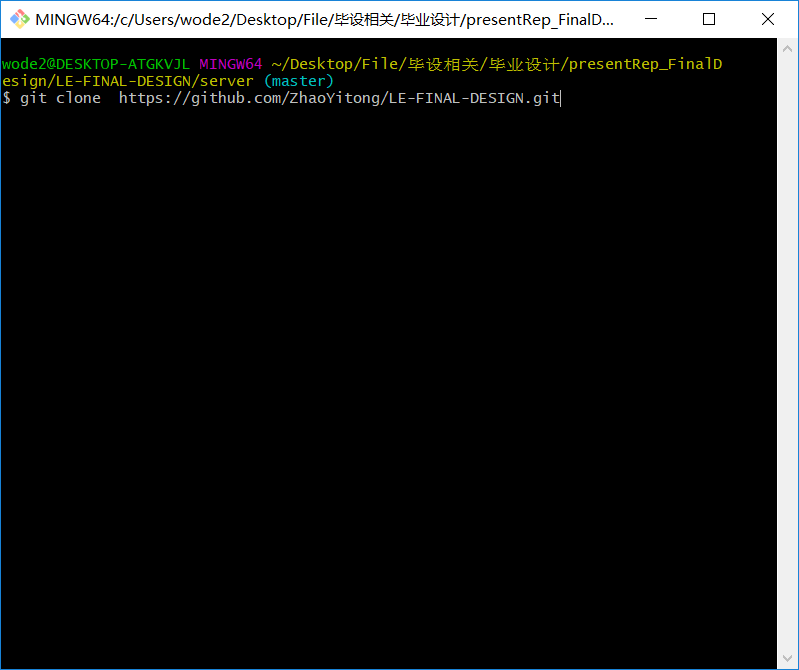 MINGW64:/c/Users/wode2/Desktop/File/毕设相关/毕业设计/presentRep_FinalD...
wode2@DESKTOP-ATGKVJL MINGW64 ~/Desktop/File/毕设相关/毕业设计/presentRep_FinalD
esign/LE-FINAL-DESIGN/server (master)
$ git clone  https://github.com/ZhaoYitong/LE-FINAL-DESIGN.git